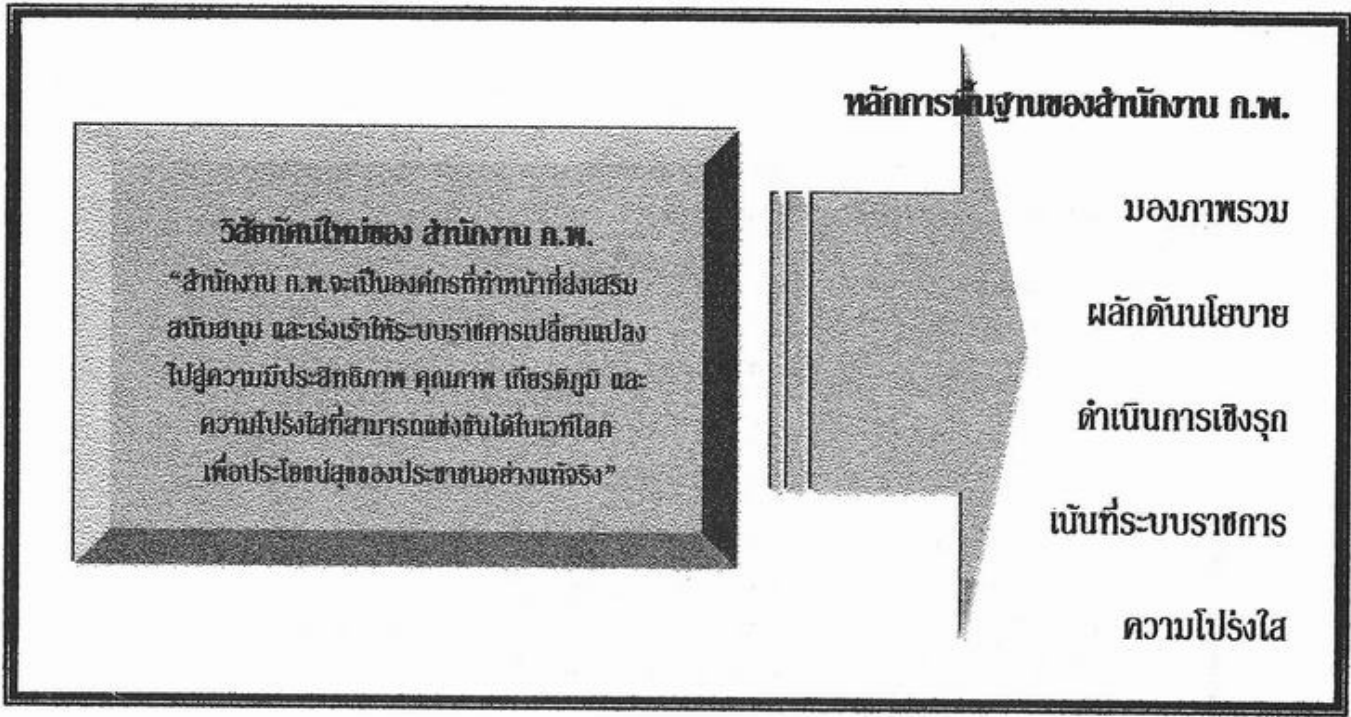 วิสัยทัศน์ใหม่ของ สำนักงาน ก.พ.
“สำนักงาน ก.พ.จะเป็นองค์กรที่ทำหน้าที่ส่งเสริม
สนับสนุน และเร่งเร้าให้ระบบราชการเปลี่ยนแปลง
ไปสู่ความมีประสิทธิภาพ คุณภาพ เกียรติภูมิ และ
ความโปร่งใสที่สามารถแข่งขันได้ในเวทีโลก
เพื่อประโยชน์สุขของประชาชนอย่างแท้จริง”
หลักการพื้นฐานของสำนักงาน ก.พ.
มองภาพรวม
ผลักดันนโยบาย
ดำเนินการเชิงรุก
เน้นที่ระบบราชการ
ความโปร่งใส